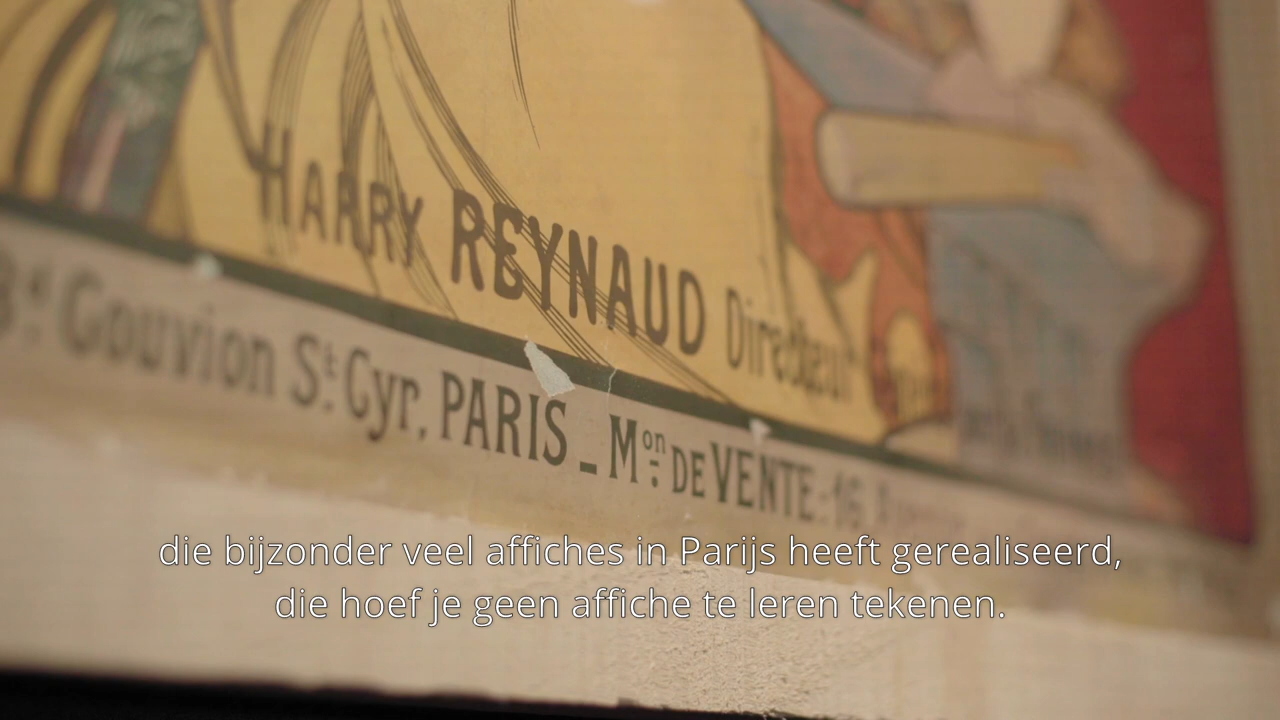 HARRY REYNAUD Directeur
Bd Gouvion St. Cyr, PARIS _ Mon DE VENTE : 16
die bijzonder veel affiches in Parijs heeft gerealiseerd,
die hoef je geen affiche te leren tekenen.